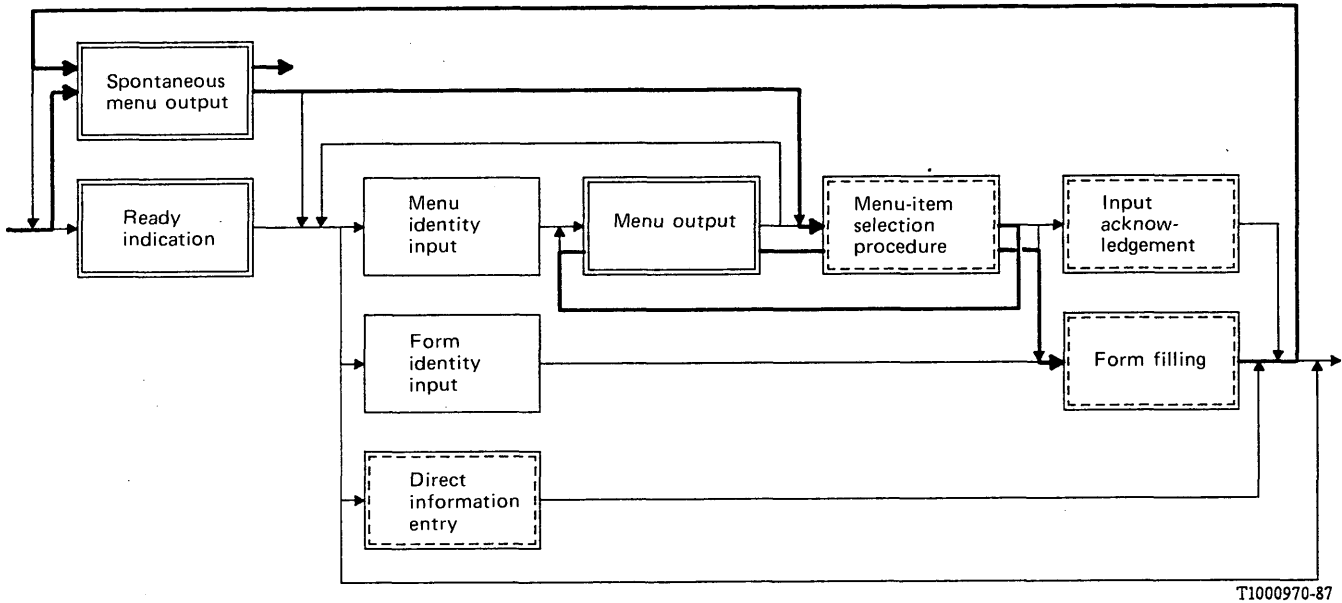 Spontaneous
menu output
Ready
indication
Menu
identity
input
Menu output
Menu-item
selection
procedure
Input
acknow-
ledgement
Form
identity
input
Form filling
Direct
information
entry
T1000970-87